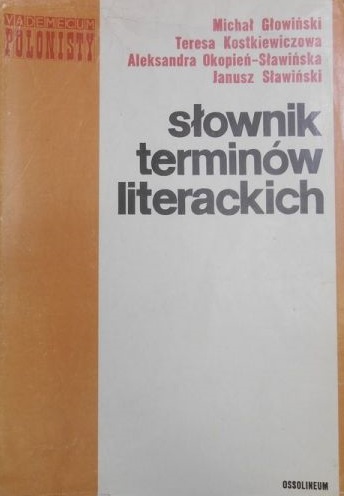 VADEMECUM
POLONISTY
Michał Głowiński
Teresa Kostkiewiczowa
Aleksandra Okopień-Sławińska
Janusz Sławiński
słownik
terminów
literackich
OSSOLINEUM